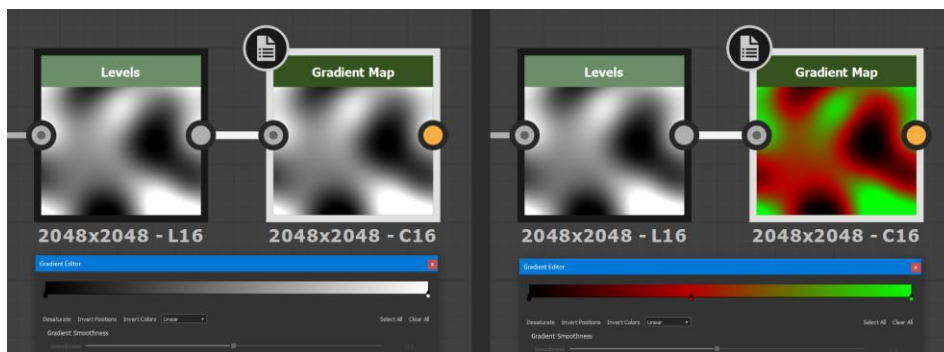 Levels
Gradient Map
2048x2048 - L16
2048x2048 - C16
Gradient Editor
Desaturate Invert Positions Invert Colors Linear Select All Clear All
Gradient Smoothness
Smoothness
Levels
Gradient Map
2048x2048 - L16
2048x2048 - C16
Gradient Editor
Desaturate Invert Positions Invert Colors Linear Select All Clear All
Gradient Smoothness
Smoothness